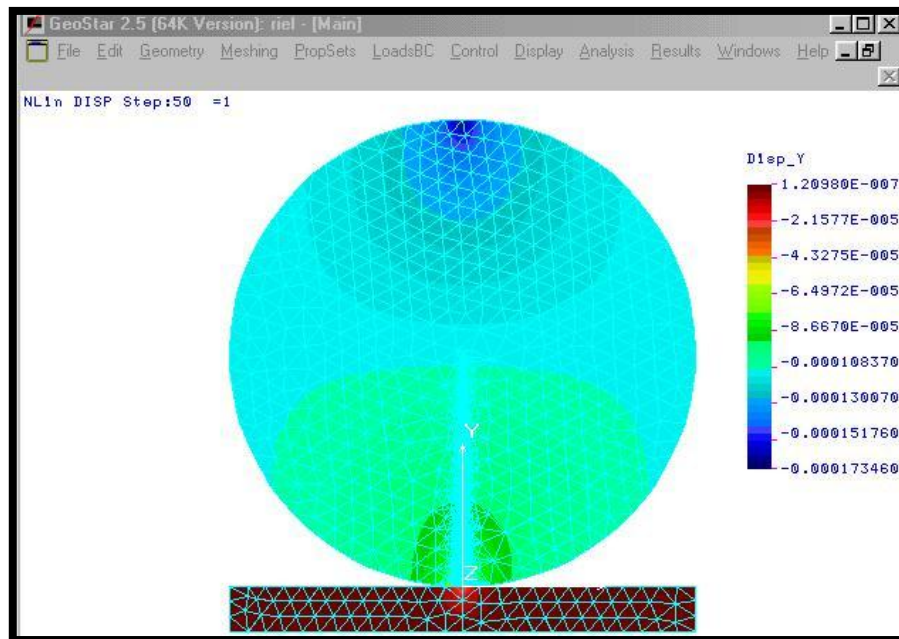 GeoStar 2.5 (64K Version): riel - [Main]
File Edit Geometry Meshing PropSets LoadsBC Control Display Analysis Results Windows Help
NLin DISP Step:50 =1
Disp_Y
1.20980E-007
-2.1577E-005
-4.3275E-005
-6.4972E-005
-8.6670E-005
-0.000108370
-0.000130070
-0.000151760
-0.000173460
Y
Z